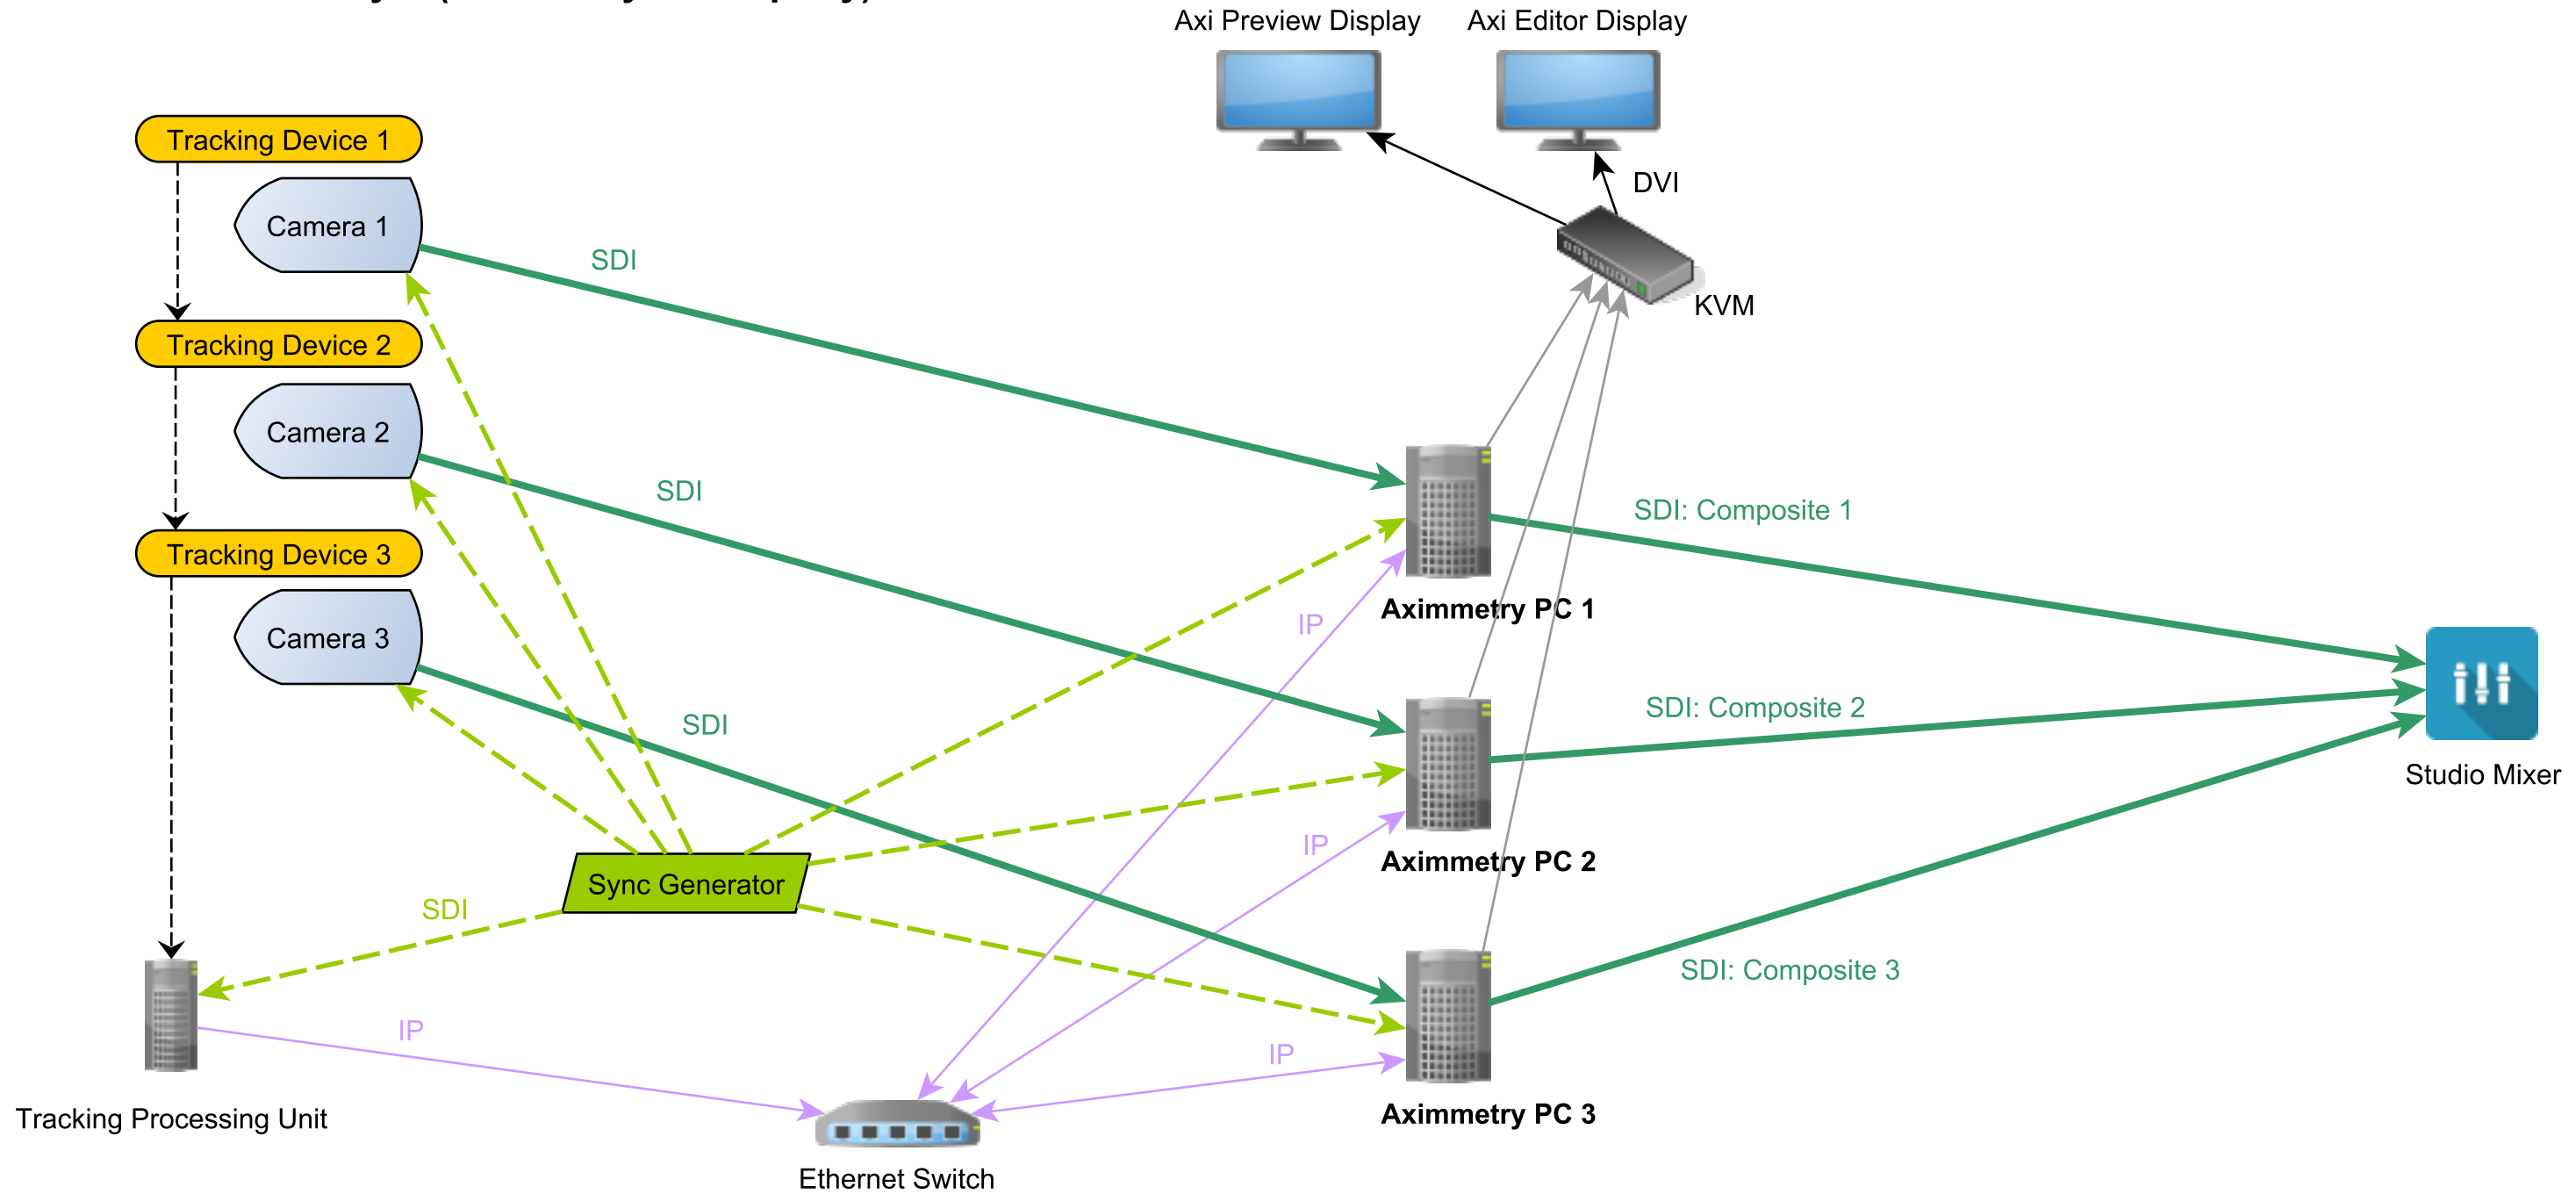 Axi Preview Display
Axi Editor Display
Tracking Device 1
DVI
Camera 1
SDI
KVM
Tracking Device 2
Camera 2
SDI
SDI: Composite 1
Tracking Device 3
Aximmetry PC 1
IP
Camera 3
SDI
SDI: Composite 2
Studio Mixer
IP
Aximmetry PC 2
Sync Generator
SDI
SDI: Composite 3
IP
IP
Tracking Processing Unit
Aximmetry PC 3
Ethernet Switch